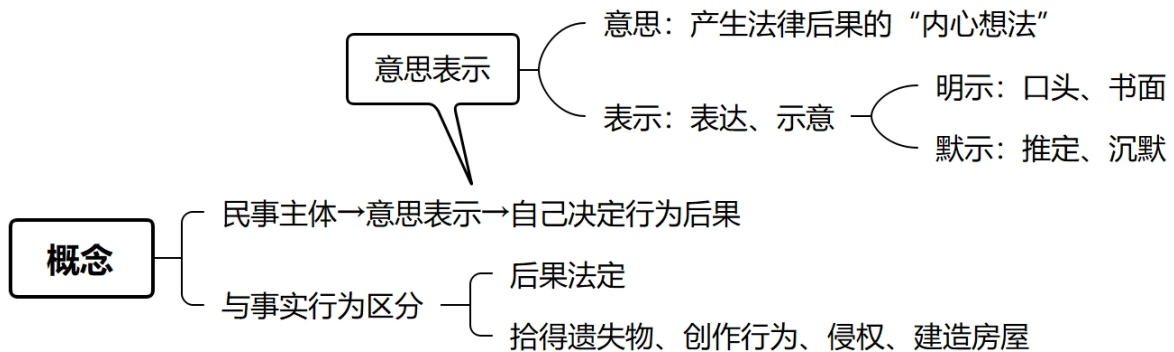 意思：产生法律后果的“内心想法”
意思表示
明示：口头、书面
表示：表达、示意
默示：推定、沉默
民事主体→意思表示→自己决定行为后果
概念
后果法定
与事实行为区分
拾得遗失物、创作行为、侵权、建造房屋